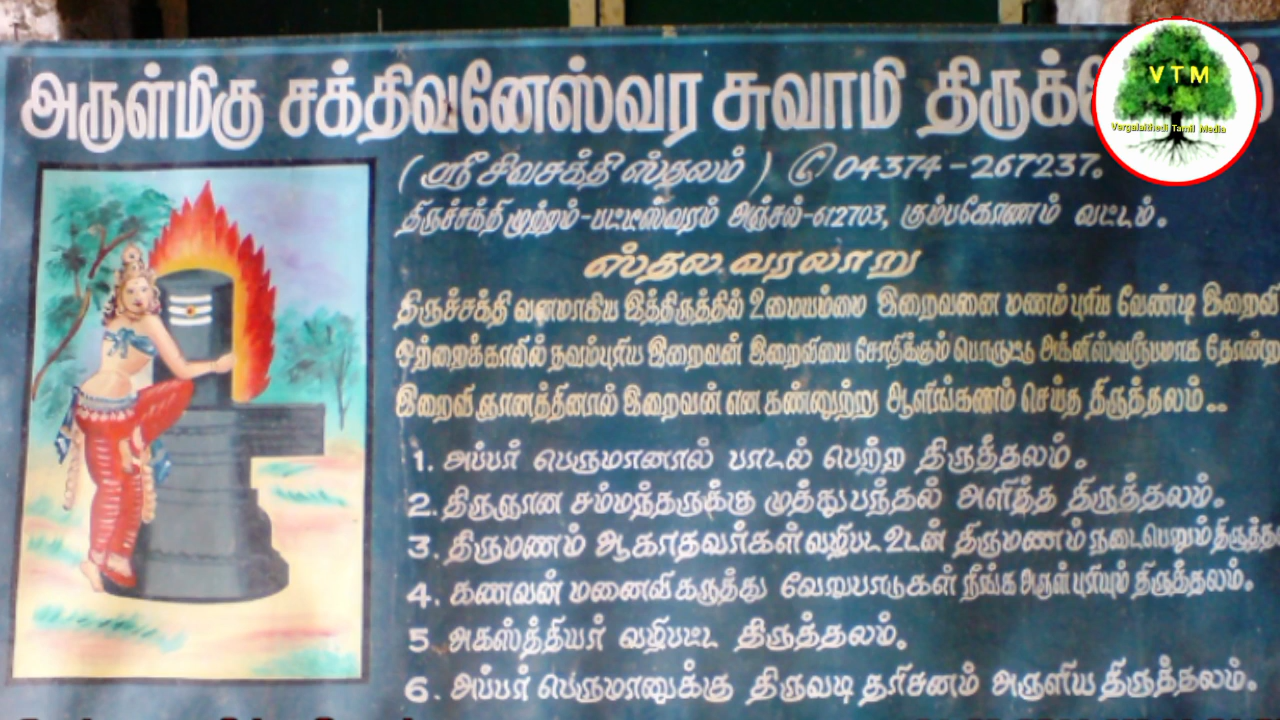 அருள்மிகு சக்திவனேஸ்வர சுவாமி
VTM
Vergalaithedi Tamil Media
(ஸ்ரீ சிவசக்தி ஸ்தலம்) ✆ 04374-267237.
திருச்சக்தி முற்றம்-பட்டீஸ்வரம் அஞ்சல்-612703, கும்பகோணம் வட்டம்.
ஸ்தல வரலாறு
திருச்சக்தி வனமாகிய இத்திருத்தில் உமையம்மை இறைவனை மணம் புரிய வேண்டி
ஒற்றைக்காலில் தவம்புரிய இறைவன் இறைவியை சோதிக்கும் பொருட்டு அக்னிஸ்வரூபமாக
இறைவி ஞானத்தினால் இறைவன் என கண்ணுற்று ஆலிங்கணம் செய்த திருத்தலம்..
1. அப்பர் பெருமானால் பாடல் பெற்ற திருத்தலம்.
2. திருஞான சம்மந்தருக்கு முத்துபந்தல் அளித்த திருத்தலம்.
3. திருமணம் ஆகாதவர்கள் வழிபட உடன் திருமணம் நடைபெறும்
4. கணவன் மனைவி கருத்து வேறுபாடுகள் நீங்க அருள் புரியும் திருத்தலம்.
5 அகஸ்த்தியர் வழிபட்ட திருத்தலம்.
6. அப்பர் பெருமானுக்கு திருவடி தரிசனம் அருளிய திருத்தலம்.